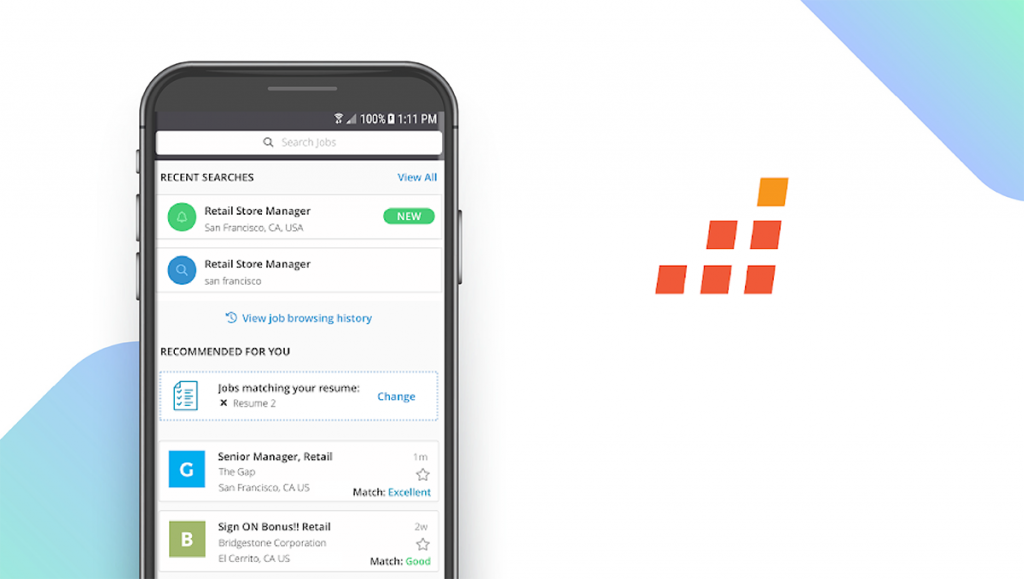 100% 1:11 PM
Search Jobs
RECENT SEARCHES View All
Retail Store Manager
San Francisco, CA, USA
NEW
Retail Store Manager
san francisco
View job browsing history
RECOMMENDED FOR YOU
Jobs matching your resume:
Resume 2
Change
G
Senior Manager, Retail 1m
The Gap
San Francisco, CA US
Match: Excellent
B
Sign ON Bonus!! Retail 2w
Bridgestone Corporation
El Cerrito, CA US
Match: Good